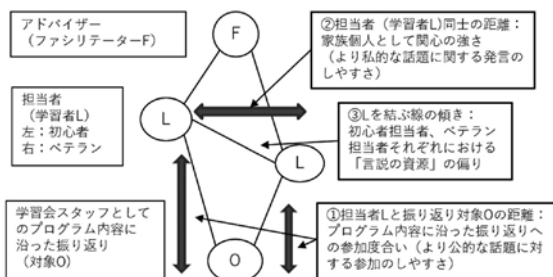 アドバイザー
(ファシリテーターF)
F
②担当者(学習者L)同士の距離:
家族個人として関心の強さ
(より私的な話題に関する発言の
しやすさ)
担当者
(学習者L)
左:初心者
右:ベテラン
L
L
③Lを結ぶ線の傾き:
初心者担当者、ベテラン
担当者それぞれにおける
「言説の資源」の偏り
学習会スタッフとして
のプログラム内容に
沿った振り返り
(対象O)
O
①担当者Lと振り返り対象Oの距離:
プログラム内容に沿った振り返りへ
の参加度合い(より公的な話題に対
する参加のしやすさ)